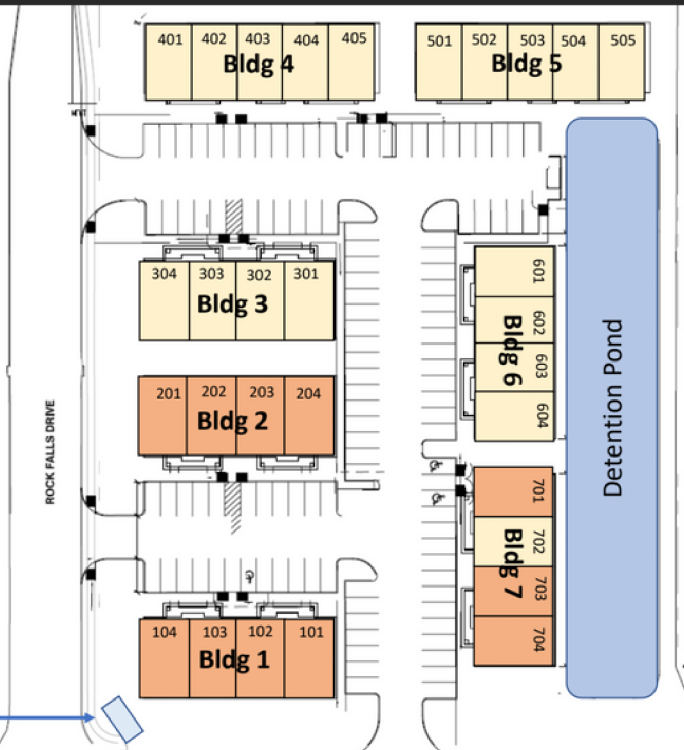 401 402 403 404 405
Bldg 4
501 502 503 504 505
Bldg 5
304 303 302 301
Bldg 3
201 202 203 204
Bldg 2
104 103 102 101
Bldg 1
601
602
603
604
Bldg 6
701
702
703
704
Bldg 7
Detention Pond
ROCK FALLS DRIVE